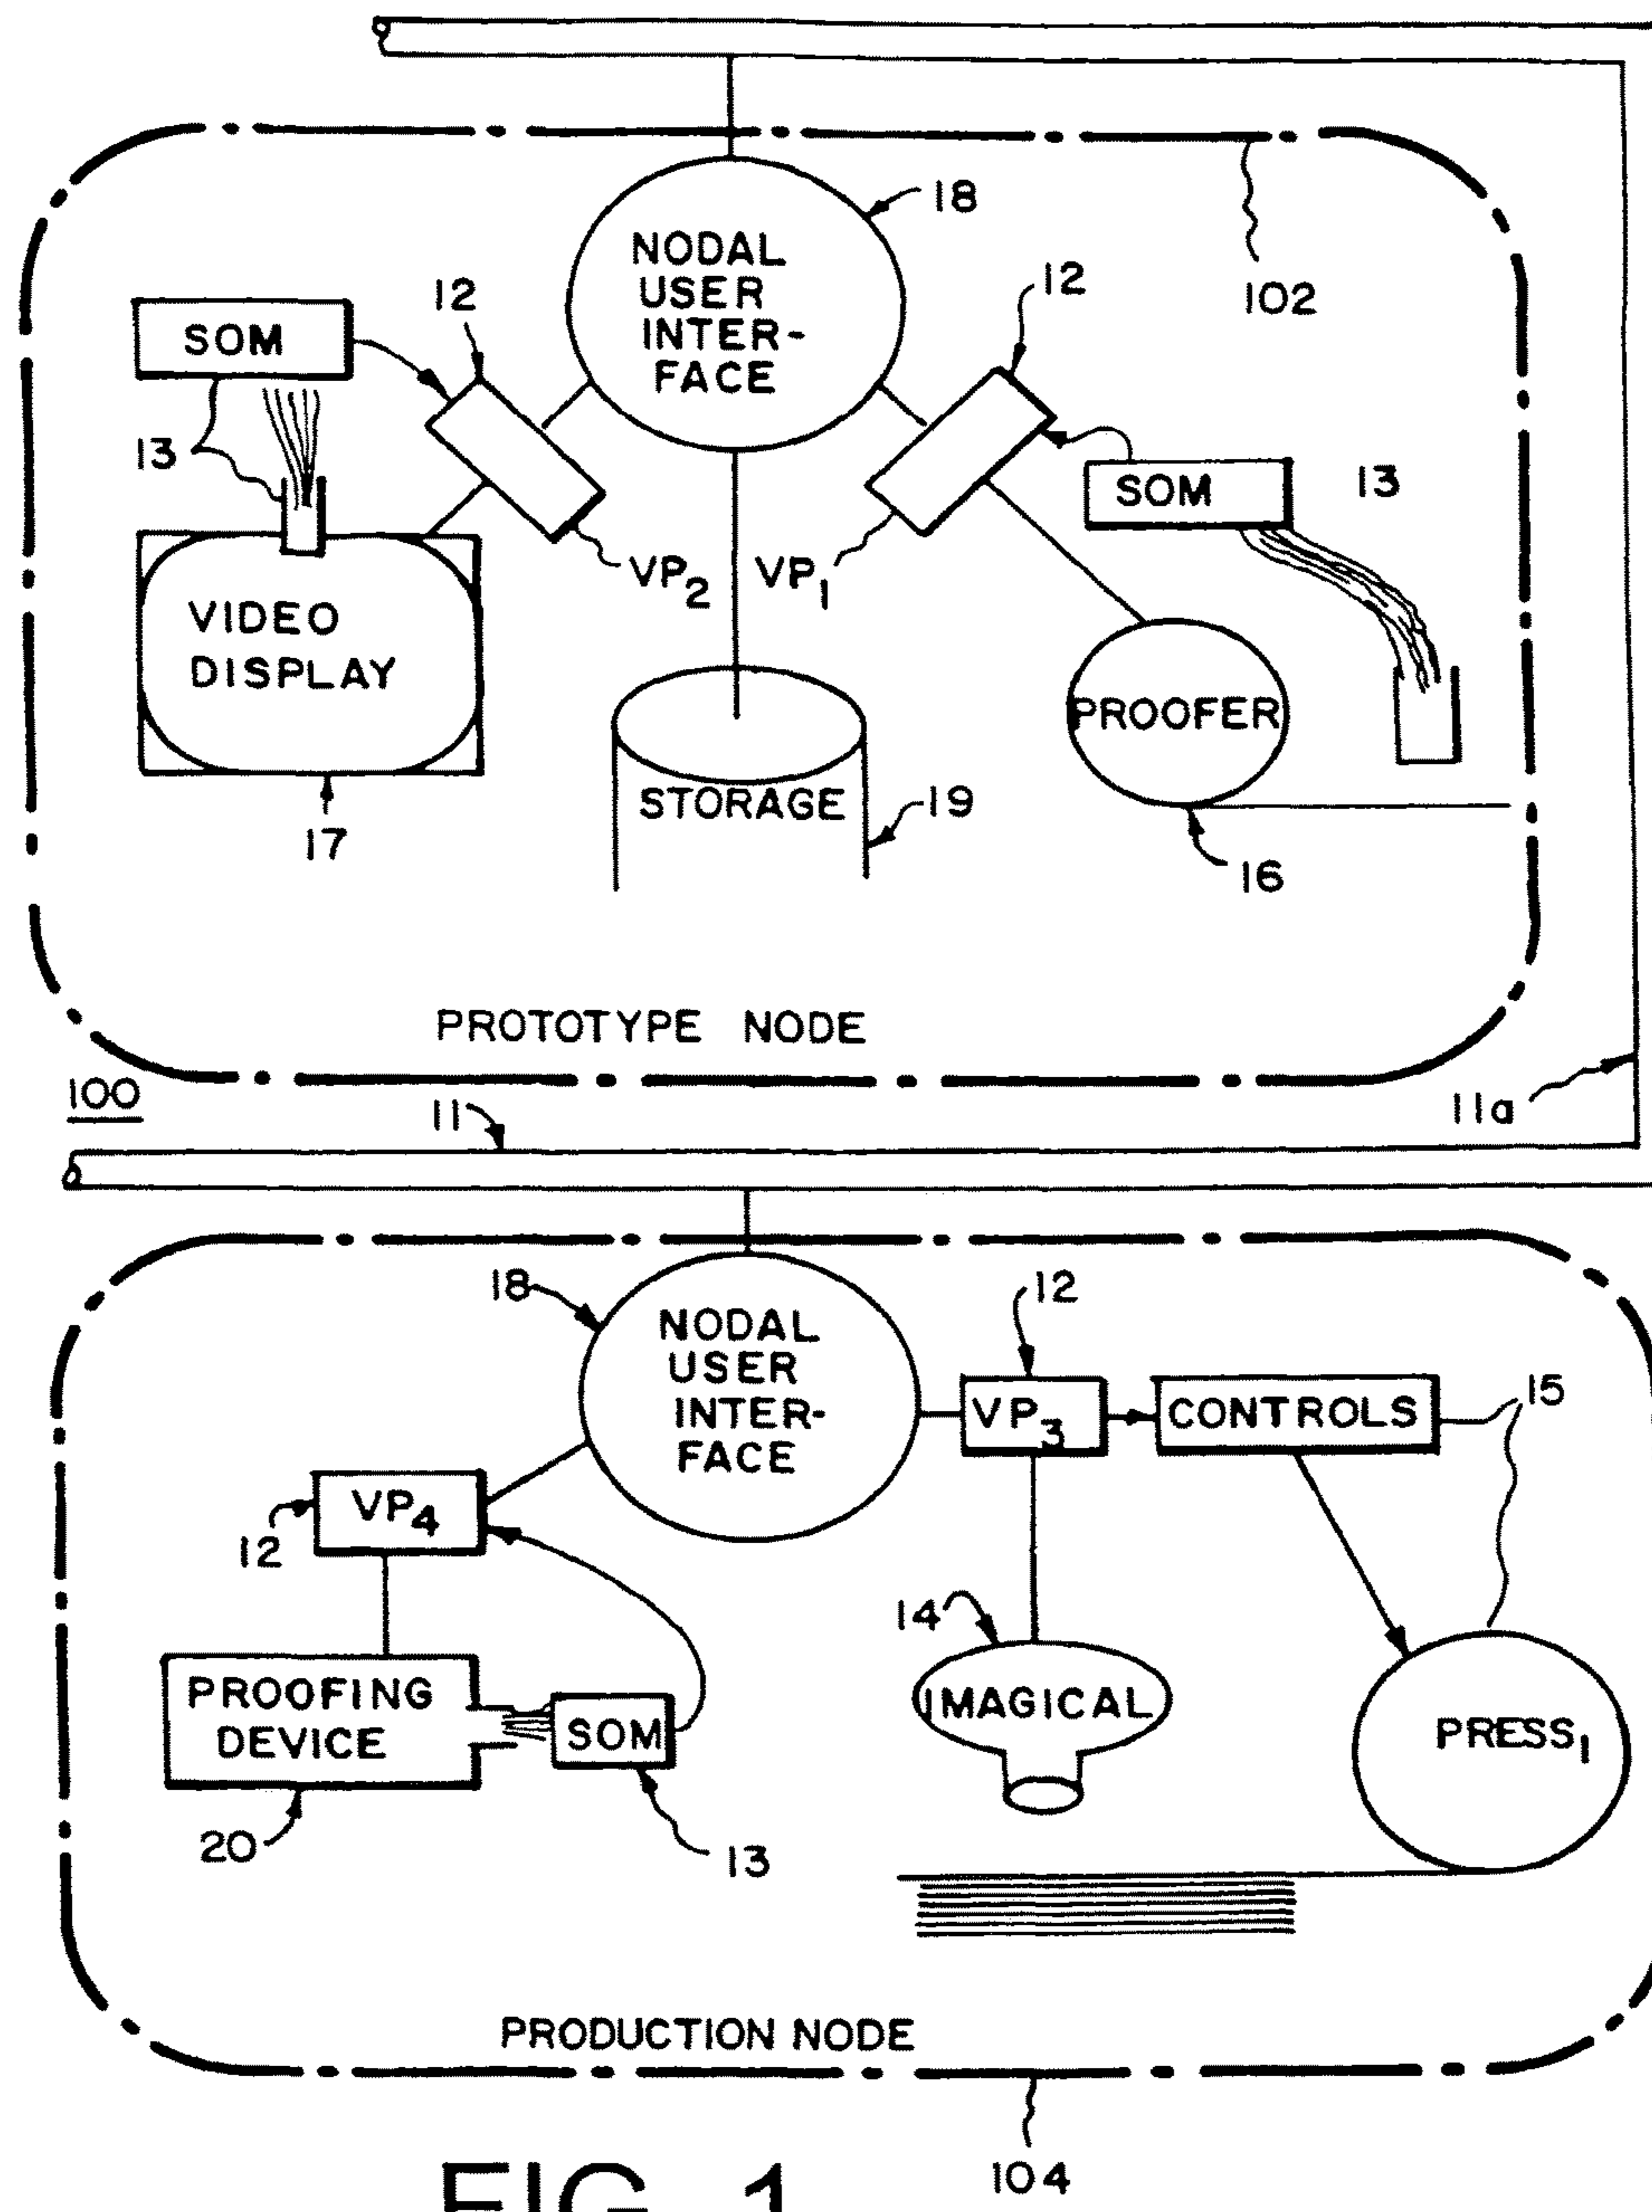 18
NODAL
USER
INTER-
FACE
102
12
12
SOM
13
SOM
13
VP2
VP1
VIDEO
DISPLAY
PROOFER
STORAGE
19
17
16
PROTOTYPE NODE
100
11
11a
18
NODAL
USER
INTER-
FACE
12
VP3
CONTROLS
15
VP4
12
14
IMAGICAL
PROOFING
DEVICE
SOM
PRESS1
20
13
PRODUCTION NODE
104
FIG. 1